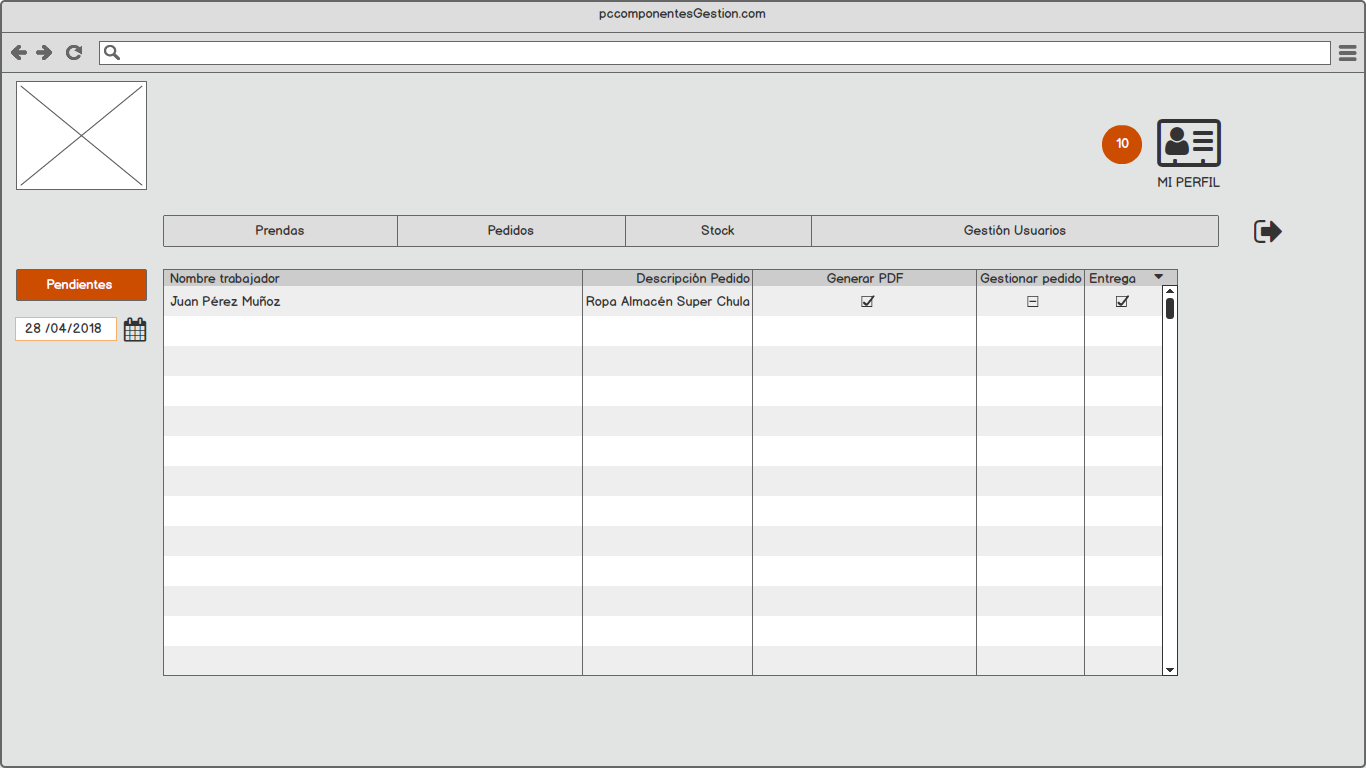 pccomponentesGestion.com
10
MI PERFIL
Prendas Pedidos Stock Gestión Usuarios
Pendientes
28 /04/2018
Nombre trabajador Descripción Pedido Generar PDF Gestionar pedido Entrega
Juan Pérez Muñoz Ropa Almacén Super Chula